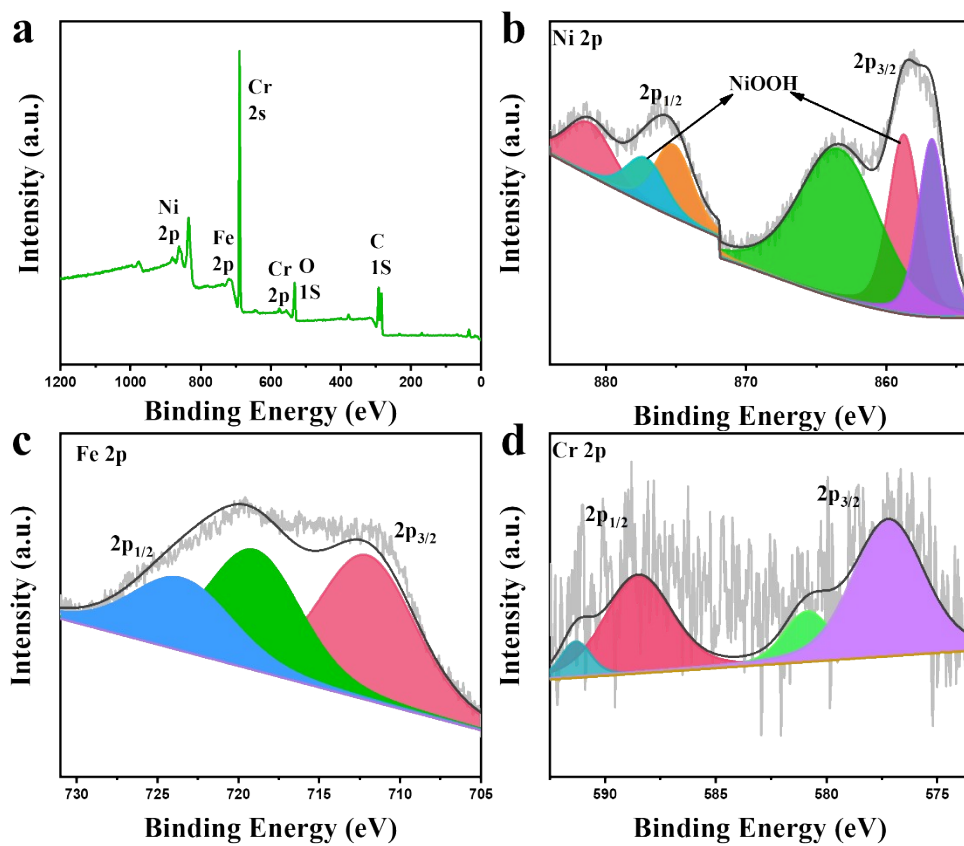 a
Intensity (a.u.)
Cr
2s
Ni
2p
Fe
2p
Cr
2p
O
1S
C
1S
1200 1000 800 600 400 200 0
Binding Energy (eV)
b
Intensity (a.u.)
Ni 2p
2p1/2
NiOOH
2p3/2
880 870 860
Binding Energy (eV)
c
Intensity (a.u.)
Fe 2p
2p1/2
2p3/2
730 725 720 715 710 705
Binding Energy (eV)
d
Intensity (a.u.)
Cr 2p
2p1/2
2p3/2
590 585 580 575
Binding Energy (eV)